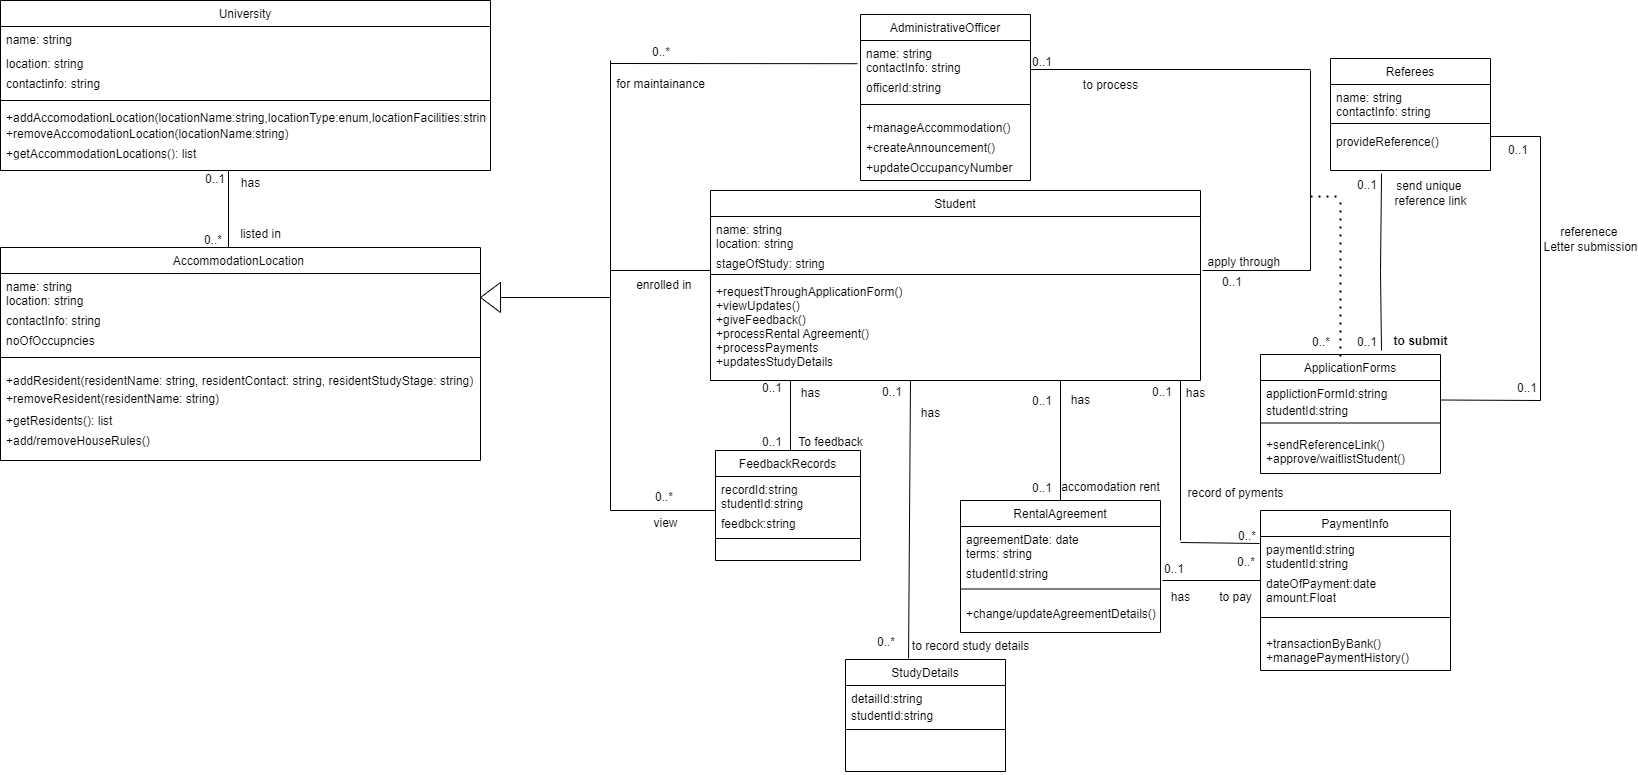 University
name: string
location: string
contactinfo: string
+addAccomodationLocation(locationName:string,locationType:enum,locationFacilities:strin
+removeAccomodationLocation(locationName:string)
+getAccommodationLocations(): list
0..1
has
0..*
listed in
AccommodationLocation
name: string
location: string
contactInfo: string
noOfOccupncies
+addResident(residentName: string, residentContact: string, residentStudyStage: string)
+removeResident(residentName: string)
+getResidents(): list
+add/removeHouseRules()
0..*
for maintainance
enrolled in
0..*
view
AdministrativeOfficer
name: string
contactInfo: string
officerId:string
+manageAccommodation()
+createAnnouncement()
+updateOccupancyNumber
0..1
to process
Student
name: string
location: string
stageOfStudy: string
+requestThroughApplicationForm()
+viewUpdates()
+giveFeedback()
+processRental Agreement()
+processPayments
+updatesStudyDetails
apply through
0..1
Referees
name: string
contactInfo: string
provideReference()
0..1
0..1
send unique
reference link
referenece
Letter submission
0..*
0..1
to submit
0..1
ApplicationForms
applictionFormId:string
studentId:string
+sendReferenceLink()
+approve/waitlistStudent()
0..1
has
0..1
has
0..1
has
0..1
has
0..1
To feedback
FeedbackRecords
recordId:string
studentId:string
feedbck:string
0..1
accomodation rent
RentalAgreement
agreementDate: date
terms: string
studentId:string
+change/updateAgreementDetails()
record of pyments
0..*
0..*
0..1
has
to pay
PaymentInfo
paymentId:string
studentId:string
dateOfPayment:date
amount:Float
+transactionByBank()
+managePaymentHistory()
0..*
to record study details
StudyDetails
detailId:string
studentId:string